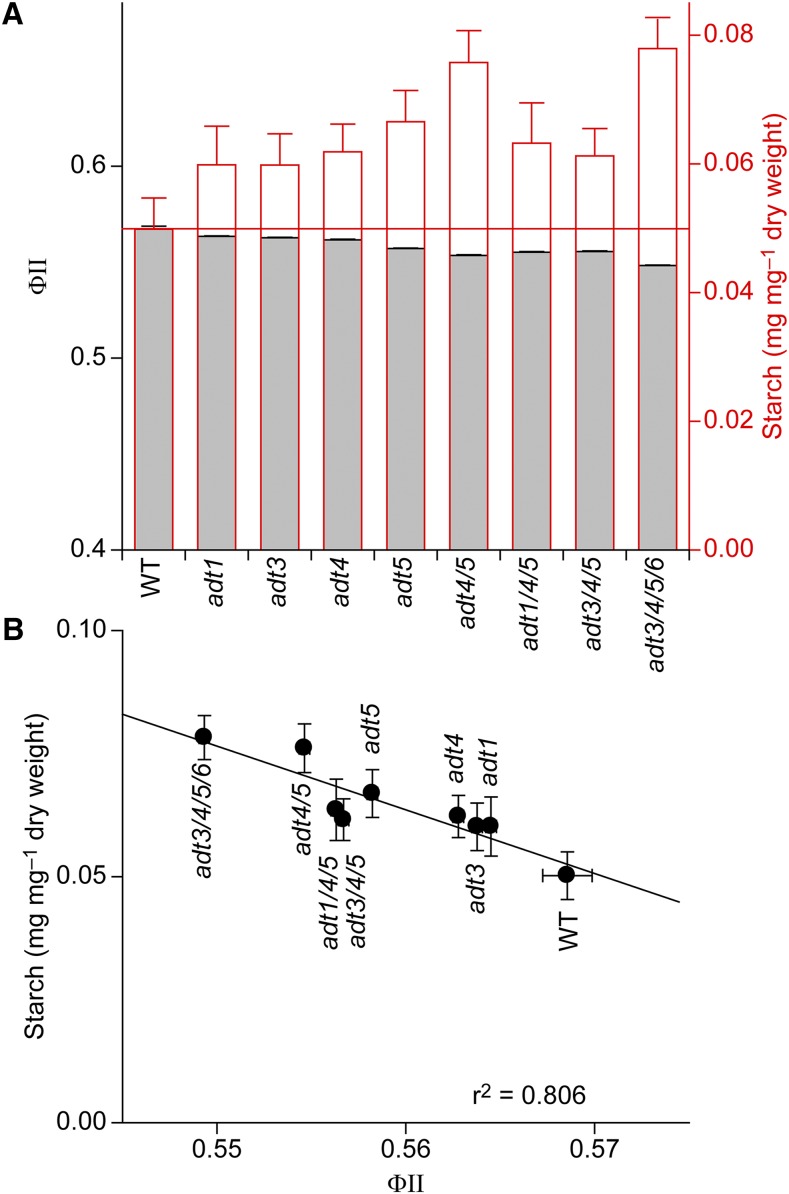 A
0.6
0.5
0.4
ΦII
0.08
0.06
0.04
0.02
0.00
Starch (mg mg–1 dry weight)
WT
adt1
adt3
adt4
adt5
adt4/5
adt1/4/5
adt3/4/5
adt3/4/5/6
B
0.10
0.05
0.00
Starch (mg mg–1 dry weight)
adt3/4/5/6
adt4/5
adt1/4/5
adt3/4/5
adt5
adt4
adt3
adt1
WT
r2 = 0.806
0.55
0.56
0.57
ΦII